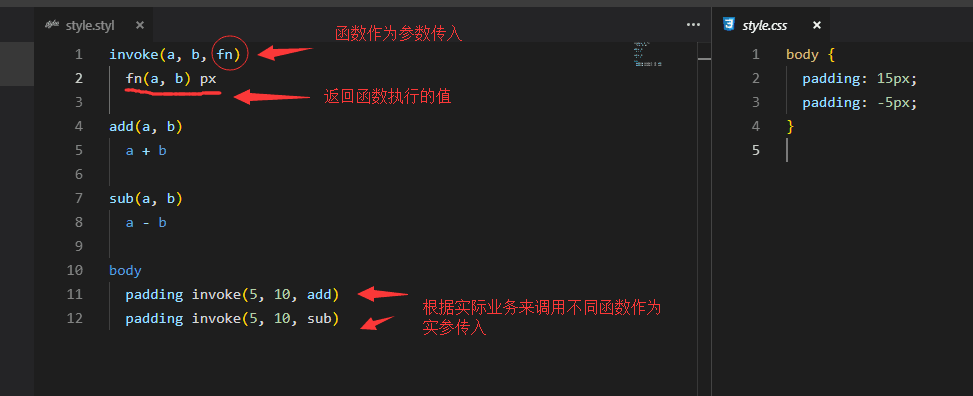 style.styl
style.css
函数作为参数传入
1 invoke(a, b, fn)
2 fn(a, b) px
返回函数执行的值
3
4 add(a, b)
5 a + b
6
7 sub(a, b)
8 a - b
9
10 body
11 padding invoke(5, 10, add)
12 padding invoke(5, 10, sub)
根据实际业务来调用不同函数作为
实参传入
1 body {
2 padding: 15px;
3 padding: -5px;
4 }
5